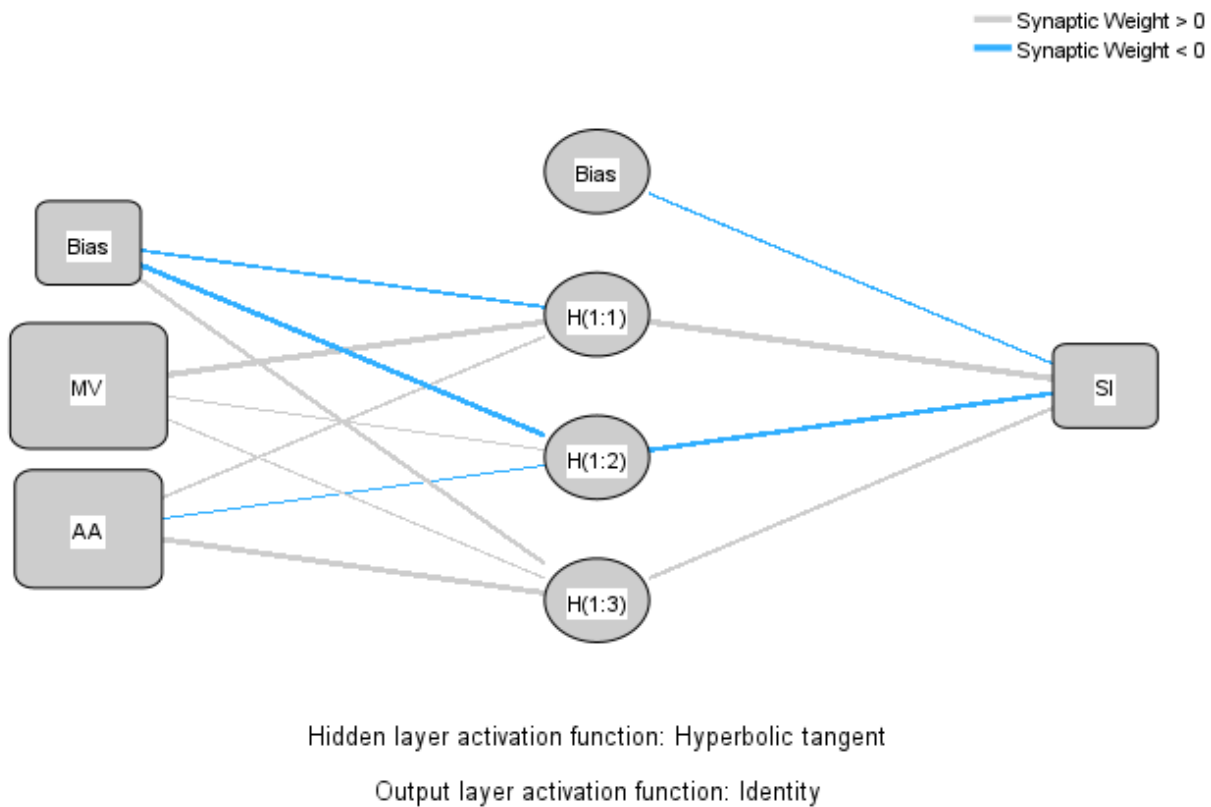 Synaptic Weight > 0
Synaptic Weight < 0
Bias
Bias
H(1:1)
MV
SI
H(1:2)
AA
H(1:3)
Hidden layer activation function: Hyperbolic tangent
Output layer activation function: Identity